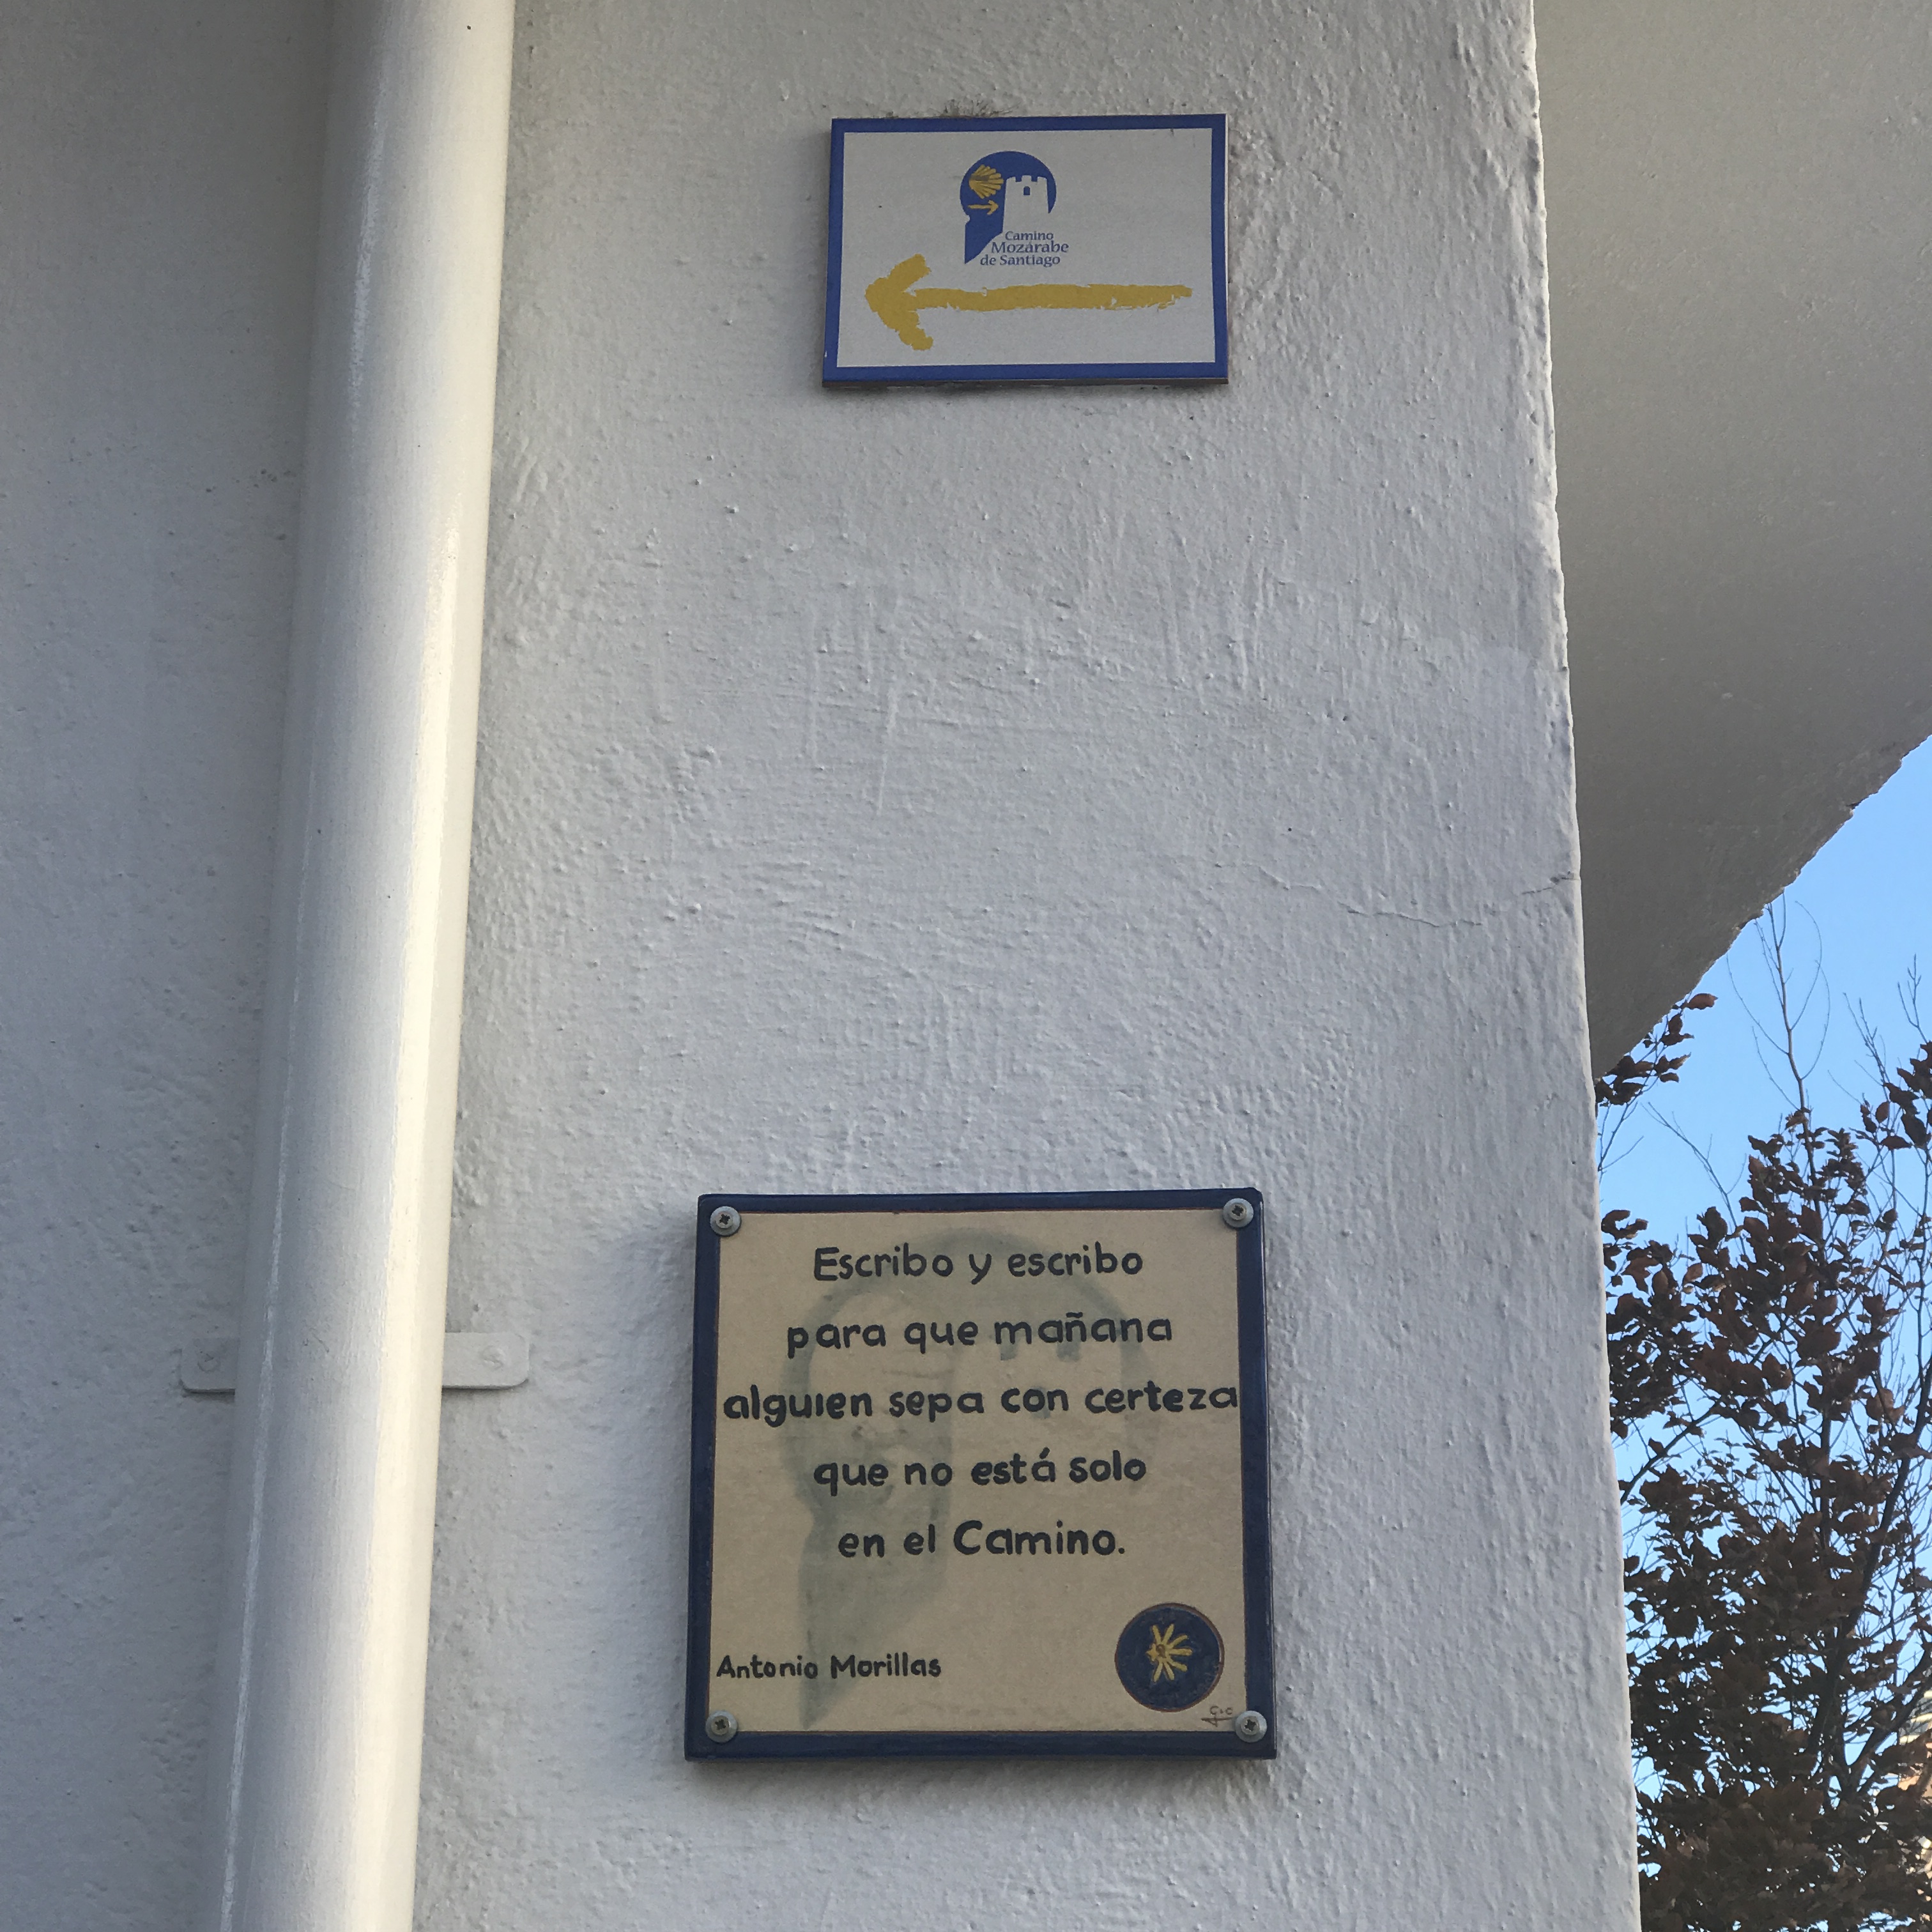 Camino
Mozárabe
de Santiago
Escribo y escribo
para que mañana
alguien sepa con certeza
que no está solo
en el Camino.
Antonio Morillas